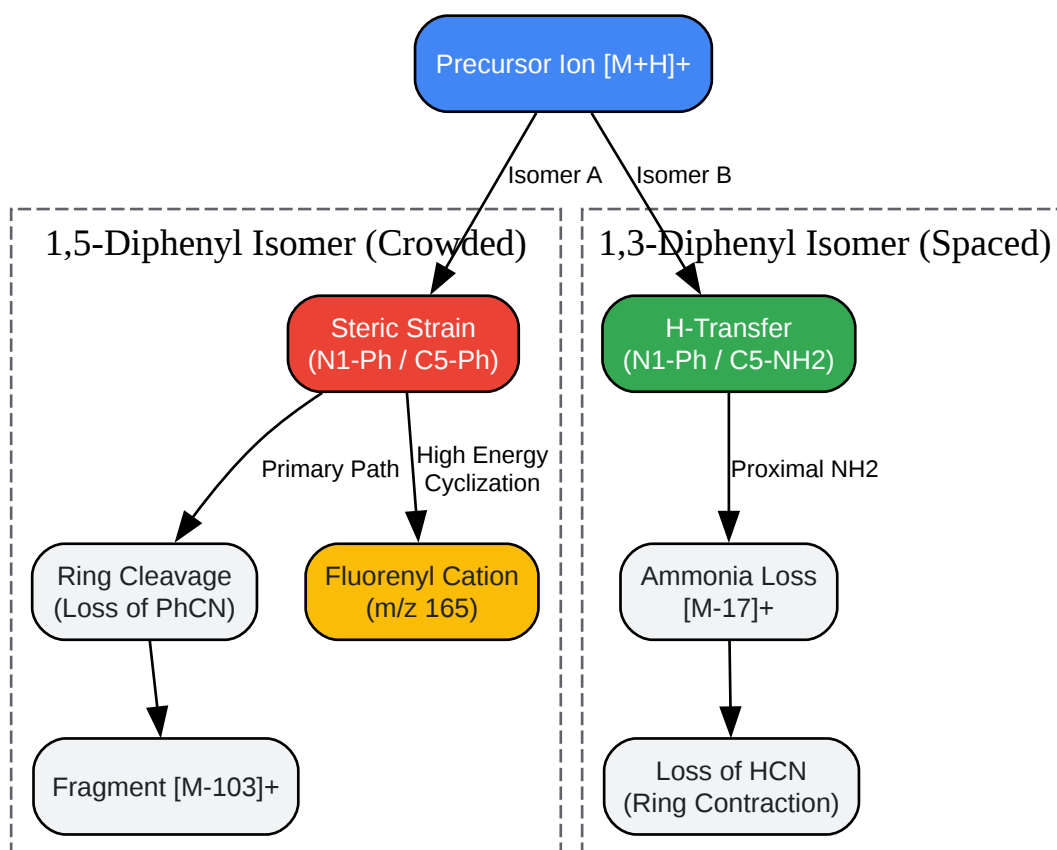 Precursor Ion [M+H]+
Isomer A
Isomer B
1,5-Diphenyl Isomer (Crowded)
1,3-Diphenyl Isomer (Spaced)
Steric Strain
(N1-Ph / C5-Ph)
H-Transfer
(N1-Ph / C5-NH2)
Primary Path
High Energy
Cyclization
Proximal NH2
Ring Cleavage
(Loss of PhCN)
Fluorenyl Cation
(m/z 165)
Ammonia Loss
[M-17]+
Fragment [M-103]+
Loss of HCN
(Ring Contraction)